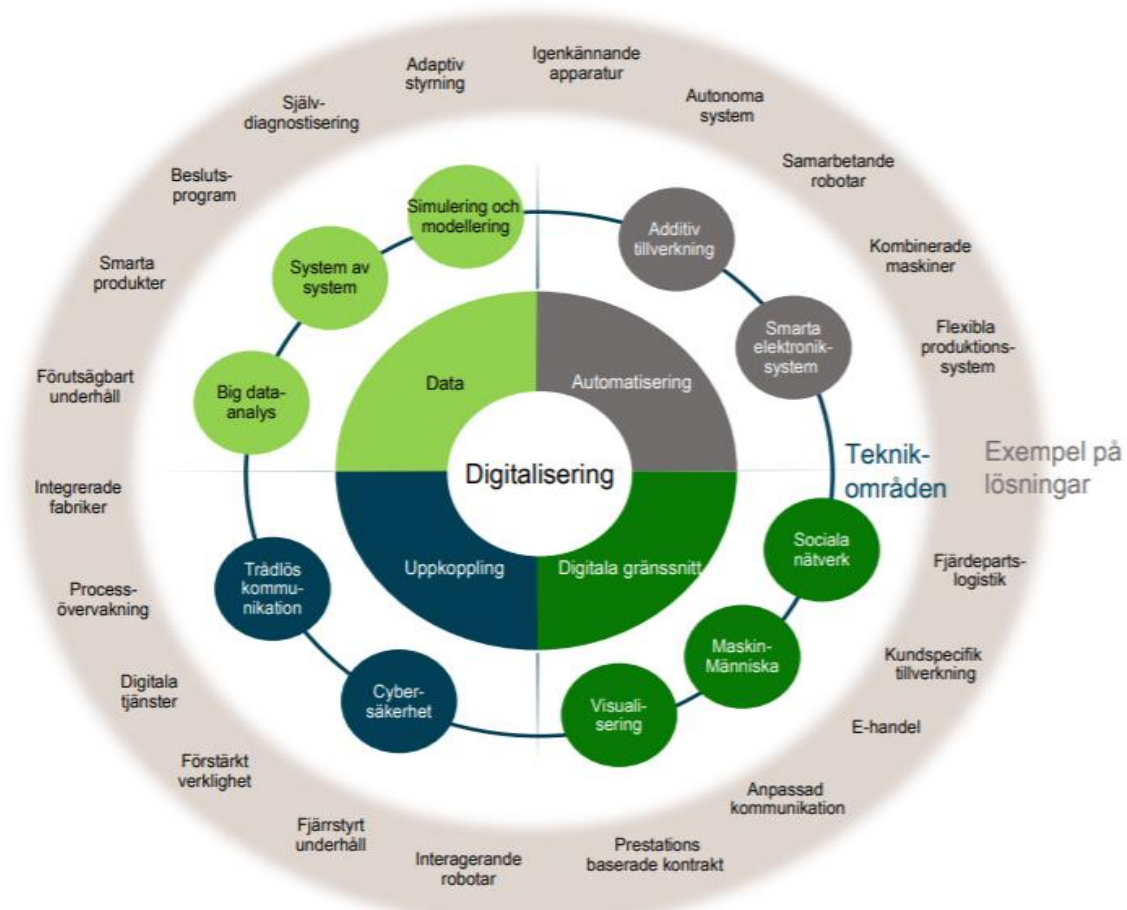 Igenkännande
apparatur
Adaptiv
styrning
Autonoma
system
Själv-
diagnostisering
Samarbetande
robotar
Besluts-
program
Simulering och
modellering
Additiv
tillverkning
Kombinerade
maskiner
Smarta
produkter
System av
system
Smarta
elektronik-
system
Flexibla
produktions-
system
Förutsägbart
underhåll
Big data-
analys
Data
Automatisering
Digitalisering
Teknik-
områden
Exempel på
lösningar
Integrerade
fabriker
Uppkoppling
Digitala gränssnitt
Sociala
nätverk
Fjärdeparts-
logistik
Trådlös
kommu-
nikation
Process-
övervakning
Maskin-
Människa
Kundspecifik
tillverkning
Digitala
tjänster
Cyber-
säkerhet
Visuali-
sering
E-handel
Förstärkt
verklighet
Anpassad
kommunikation
Fjärrstyrt
underhåll
Interagerande
robotar
Prestations
baserade kontrakt